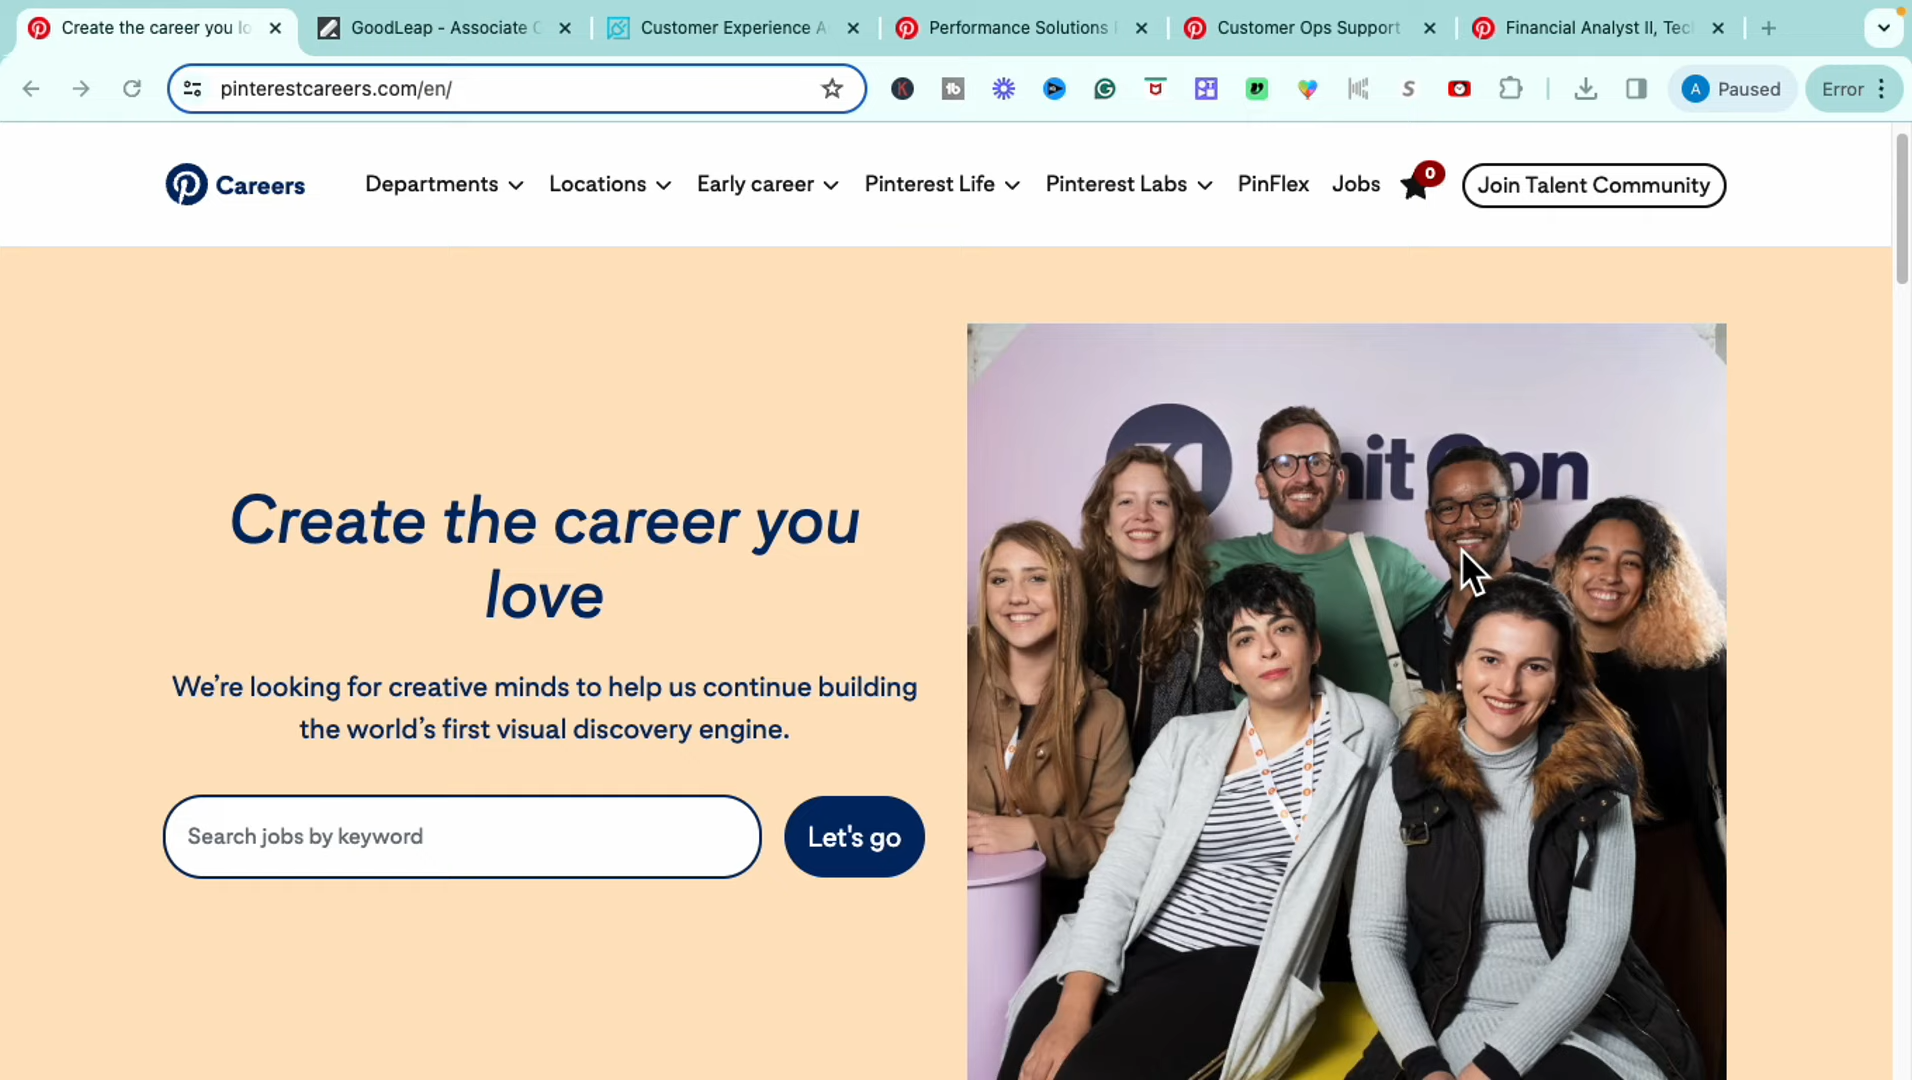 Create the career you lo
GoodLeap - Associate C
Customer Experience A
Performance Solutions
Customer Ops Support
Financial Analyst II, Tec
pinterestcareers.com/en/
A Paused
Error
Careers
Departments
Locations
Early career
Pinterest Life
Pinterest Labs
PinFlex
Jobs
0
Join Talent Community
Create the career you
love
We’re looking for creative minds to help us continue building
the world’s first visual discovery engine.
Search jobs by keyword
Let's go